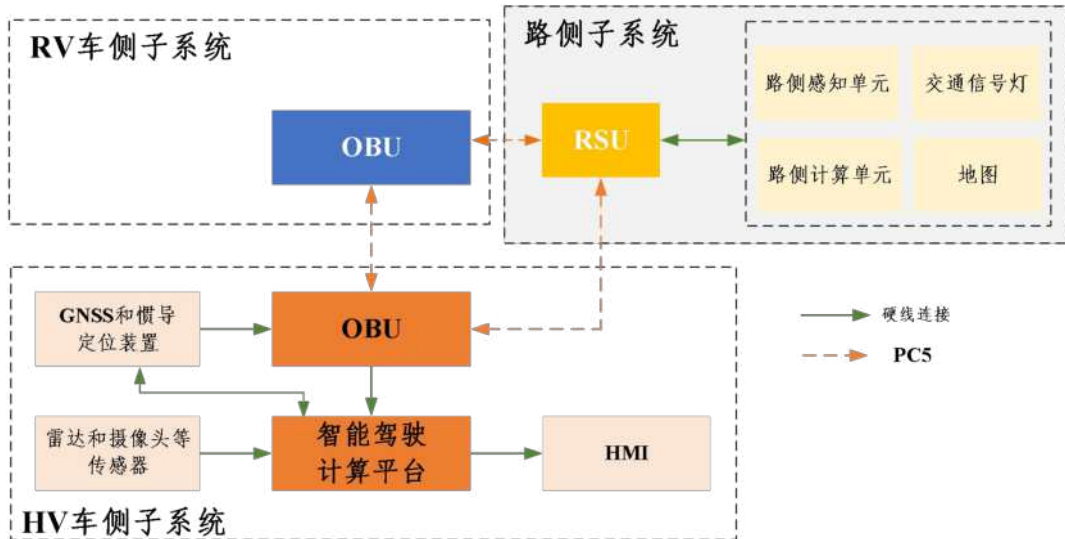 RV车侧子系统
OBU
路侧子系统
RSU
路侧感知单元
交通信号灯
路侧计算单元
地图
GNSS和惯导
定位装置
OBU
雷达和摄像头等
传感器
智能驾驶
计算平台
HMI
HV车侧子系统
硬线连接
PC5